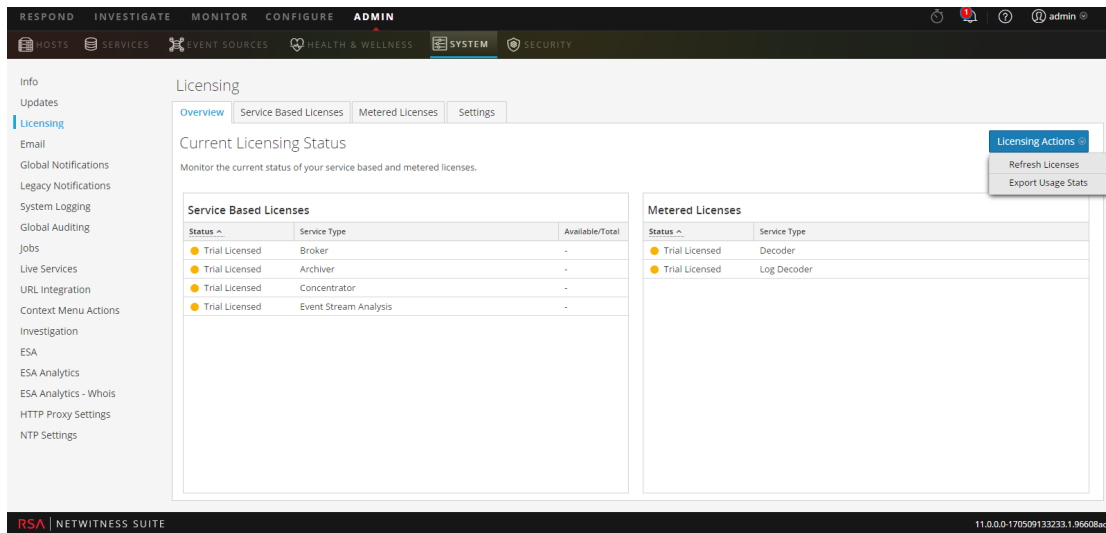 RESPOND INVESTIGATE MONITOR CONFIGURE ADMIN 1 ? admin
HOSTS SERVICES EVENT SOURCES HEALTH & WELLNESS SYSTEM SECURITY
Info
Updates
Licensing
Email
Global Notifications
Legacy Notifications
System Logging
Global Auditing
Jobs
Live Services
URL Integration
Context Menu Actions
Investigation
ESA
ESA Analytics
ESA Analytics - Whois
HTTP Proxy Settings
NTP Settings
Licensing
Overview Service Based Licenses Metered Licenses Settings
Current Licensing Status
Licensing Actions
Refresh Licenses
Export Usage Stats
Monitor the current status of your service based and metered licenses.
Service Based Licenses
Status Service Type Available/Total
Trial Licensed Broker -
Trial Licensed Archiver -
Trial Licensed Concentrator -
Trial Licensed Event Stream Analysis -
Metered Licenses
Status Service Type
Trial Licensed Decoder
Trial Licensed Log Decoder
RSA NETWITNESS SUITE
11.0.0.0-170509133233.1.96608ac